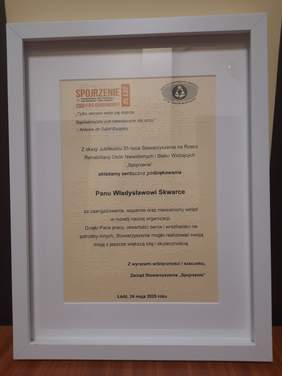 SPOJRZENIE
„Tylko sercem widzi się dobrze.
Najważniejsze jest niewidoczne dla oczu"
- Antoine de Saint-Exupéry
Z okazji Jubileuszu 25-lecia Stowarzyszenia na Rzecz
Rehabilitacji Osób Niewidomych i Słabo Widzących
„Spojrzenie"
składamy serdeczne podziękowania
Panu Władysławowi Skwarce
za zaangażowanie, wsparcie oraz nieoceniony wkład
w rozwój naszej organizacji.
Dzięki Pana pracy, otwartości serca i wrażliwości na
potrzeby innych, Stowarzyszenie mogło realizować swoją
misję z jeszcze większą siłą i skutecznością.
Z wyrazami wdzięczności i szacunku,
Zarząd Stowarzyszenia „Spojrzenie"
Łódź, 24 maja 2025 roku